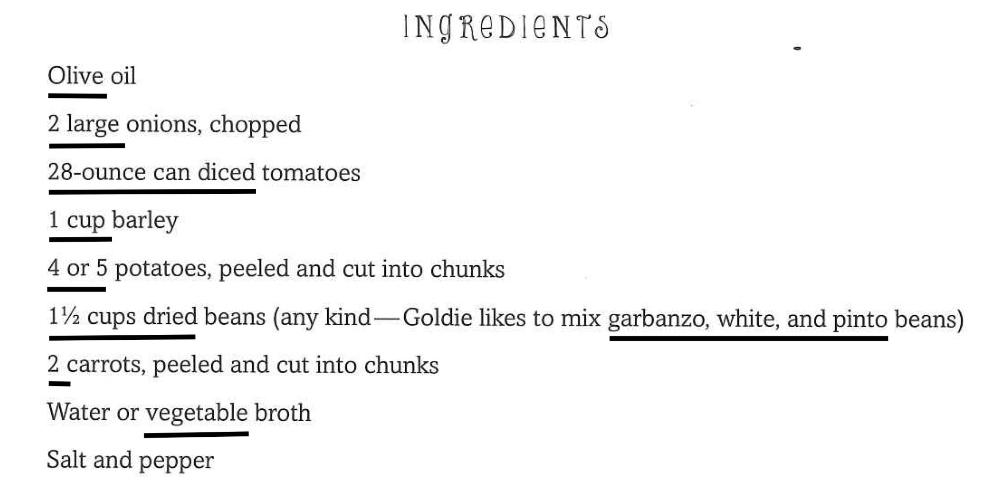 INGREDIENTS
Olive oil
2 large onions, chopped
28-ounce can diced tomatoes
1 cup barley
4 or 5 potatoes, peeled and cut into chunks
1½ cups dried beans (any kind—Goldie likes to mix garbanzo, white, and pinto beans)
2 carrots, peeled and cut into chunks
Water or vegetable broth
Salt and pepper